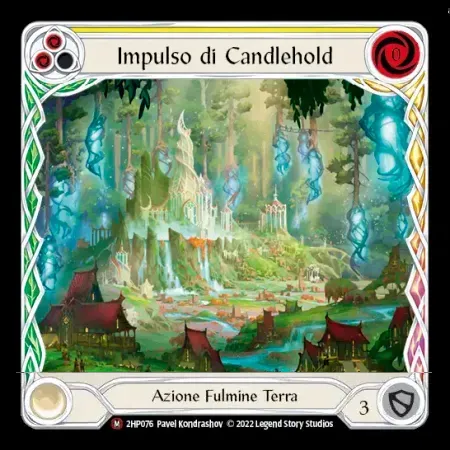 Impulso di Candlehold
0
Azione Fulmine Terra
3
M 2HP076 Pavel Kondrashov © 2022 Legend Story Studios